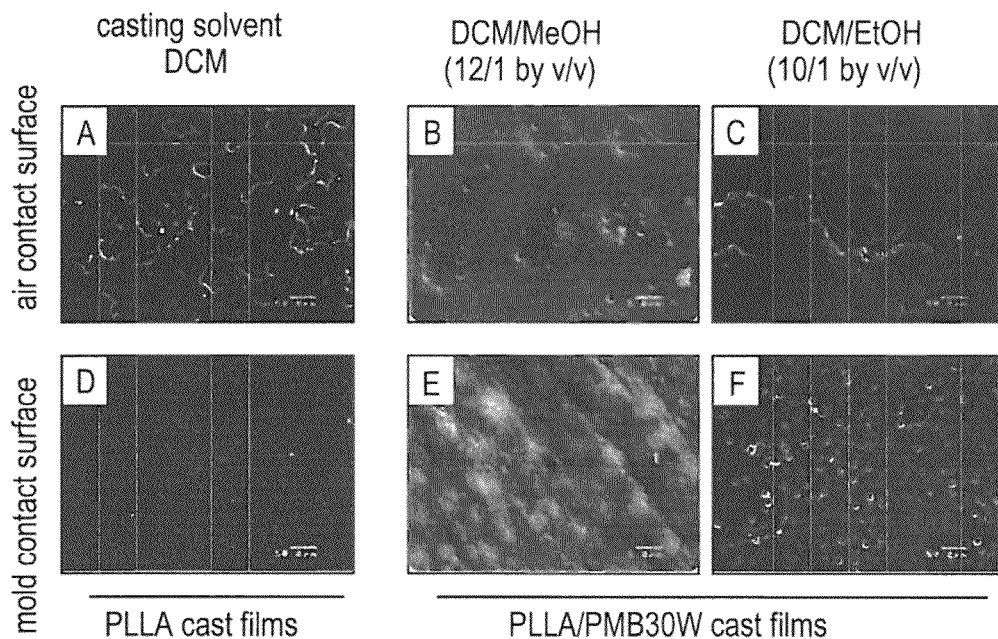 casting solvent
DCM
DCM/MeOH
(12/1 by v/v)
DCM/EtOH
(10/1 by v/v)
air contact surface
A
B
C
mold contact surface
D
E
F
PLLA cast films
PLLA/PMB30W cast films